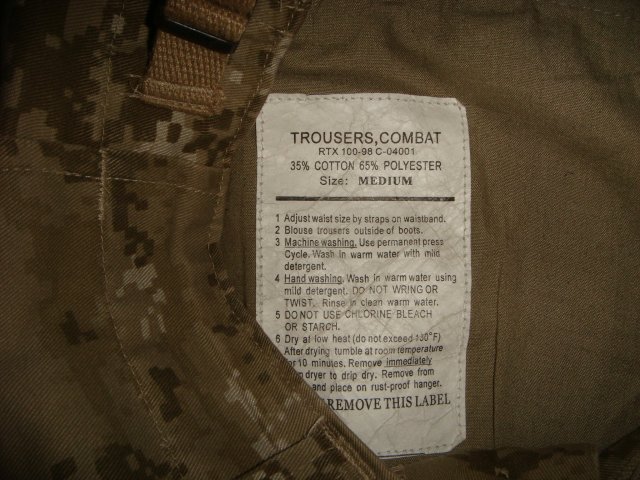 TROUSERS,COMBAT
RTX 100-98 C-04001
35% COTTON 65% POLYESTER
Size: MEDIUM
1 Adjust waist size by straps on waistband.
2 Blouse trousers outside of boots.
3 Machine washing. Use permanent press
Cycle. Wash in warm water with mild
detergent.
4 Hand washing. Wash in warm water using
mild detergent. DO NOT WRING OR
TWIST. Rinse in clean warm water.
5 DO NOT USE CHLORINE BLEACH
OR STARCH.
6 Dry at low heat (do not exceed 130°F)
After drying tumble at room temperature
for 10 minutes. Remove immediately
dryer to drip dry. Remove from
and place on rust-proof hanger.
REMOVE THIS LABEL